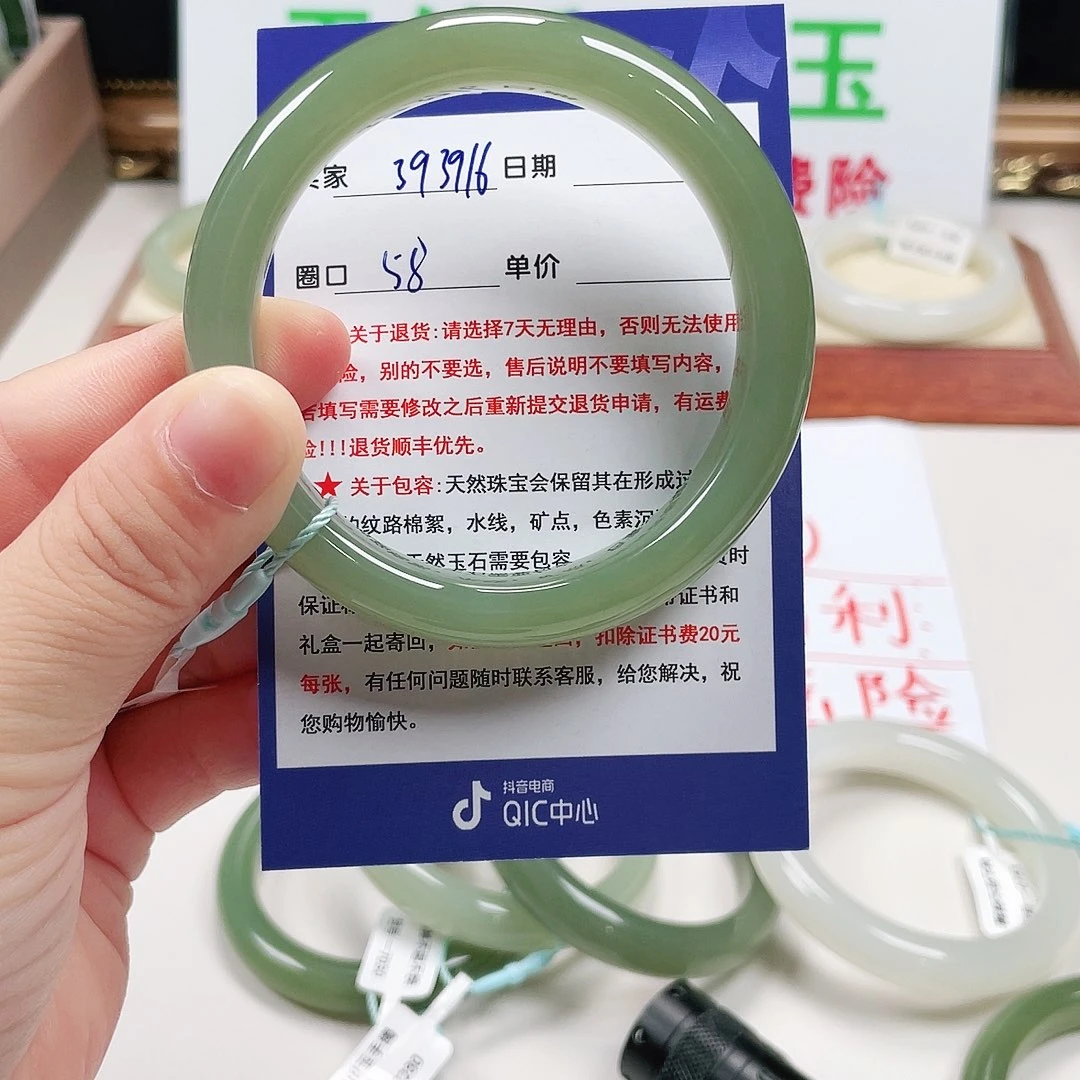 玉
费险
家 393916 日期
圈口 58 单价
关于退货:请选择7天无理由，否则无法使用
险，别的不要选，售后说明不要填写内容，
填写需要修改之后重新提交退货申请，有运费
险!!!退货顺丰优先。
★ 关于包容:天然珠宝会保留其在形成过
的纹路棉絮，水线，矿点，色素沉
天然玉石需要包容
时
保证 证书和
礼盒一起寄回， 扣除证书费20元
每张，有任何问题随时联系客服，给您解决，祝
您购物愉快。
抖音电商
QIC中心
利:
险